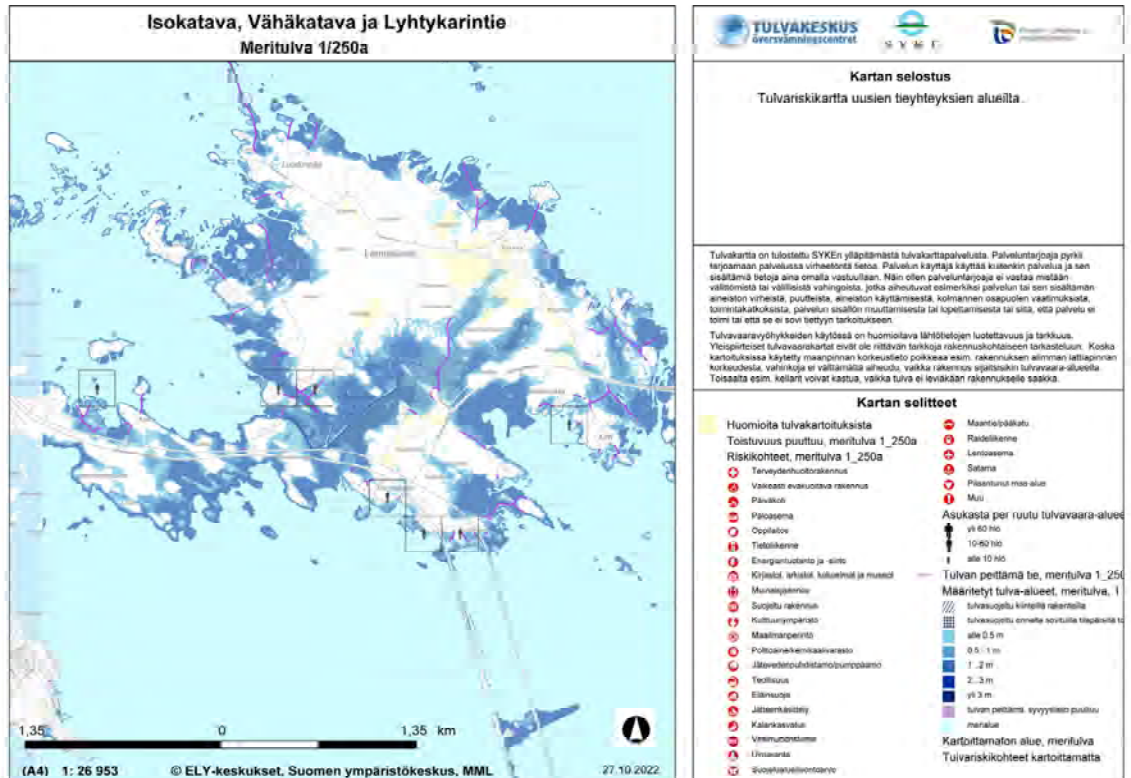 Isokatava, Vähäkatava ja Lyhtykarintie
Meritulva 1/250a
Luodeniitty
1,35
0
1,35 km
(A4) 1: 26 953
© ELY-keskukset, Suomen ympäristökeskus, MML
27.10.2022
TULVAKESKUS
översvämningscentret
SYKE
Kartan selostus
Tulvariskikartta uusien tieyhteyksien alueilta.
Tulvakartta on tulostettu SYKEn ylläpitämästä tulvakarttapalvelusta. Palveluntarjoaja pyrkii
tarjoamaan palvelussa virheetöntä tietoa. Palvelun käyttäjä käyttää kuitenkin palvelua ja sen
sisältämiä tietoja aina omalla vastuullaan. Näin ollen palveluntarjoaja ei vastaa mistään
välittömistä tai välillisistä vahingoista, jotka aiheutuvat esimerkiksi palvelun tai sen sisältämän
aineiston virheistä, puutteista, aineiston käyttämisestä, kolmannen osapuolen vaatimuksista,
toimintakatkoksista, palvelun sisällön muuttamisesta tai lopettamisesta tai siitä, että palvelu ei
toimi tai että se ei sovi tiettyyn tarkoitukseen.
Tulvavaaravyöhykkeiden käytössä on huomioitava lähtötietojen luotettavuus ja tarkkuus.
Yleispiirteiset tulvavaarakartat eivät ole riittävän tarkkoja rakennuskohtaiseen tarkasteluun. Koska
kartoituksissa käytetty maanpinnan korkeustieto poikkeaa esim. rakennuksen alimman lattiapinnan
korkeudesta, vahinkoja ei välttämättä aiheudu, vaikka rakennus sijaitsisikin tulvavaara-alueella.
Toisaalta esim. kellarit voivat kastua, vaikka tulva ei leviäkään rakennukselle saakka.
Kartan selitteet
Huomioita tulvakartoituksista
Toistuvuus puuttuu, meritulva 1_250a
Riskikohteet, meritulva 1_250a
Terveydenhuoltorakennus
Vaikeasti evakuoitava rakennus
Päiväkoti
Paloasema
Oppilaitos
Tietoliikenne
Energiantuotanto ja -siirto
Kirjastot, arkistot, kokoelmat ja museot
Muinaisjäännös
Suojeltu rakennus
Kulttuuriympäristö
Maailmanperintö
Polttoaine/kemikaalivarasto
Jätevedenpuhdistamo/pumppaamo
Teollisuus
Eläinsuoja
Jätteenkäsittely
Kalankasvatus
Uimaranta
Maantie/pääkatu
Raideliikenne
Lentoasema
Satama
Pilaantunut maa-alue
Muu
Asukasta per ruutu tulvavaara-aluee
yli 60 hlö
10-60 hlö
alle 10 hlö
Tulvan peittämä tie, meritulva 1_250
Määritetyt tulva-alueet, meritulva, 1
tulvasuojeltu kiinteillä rakenteilla
tulvasuojeltu ennalta sovituilla tilapäisillä
alle 0.5 m
0.5...1 m
1...2 m
2...3 m
yli 3 m
tulvan peittämä, syvyystieto puuttuu
merialue
Kartoittamaton alue, meritulva
Tulvariskikohteet kartoittamatta